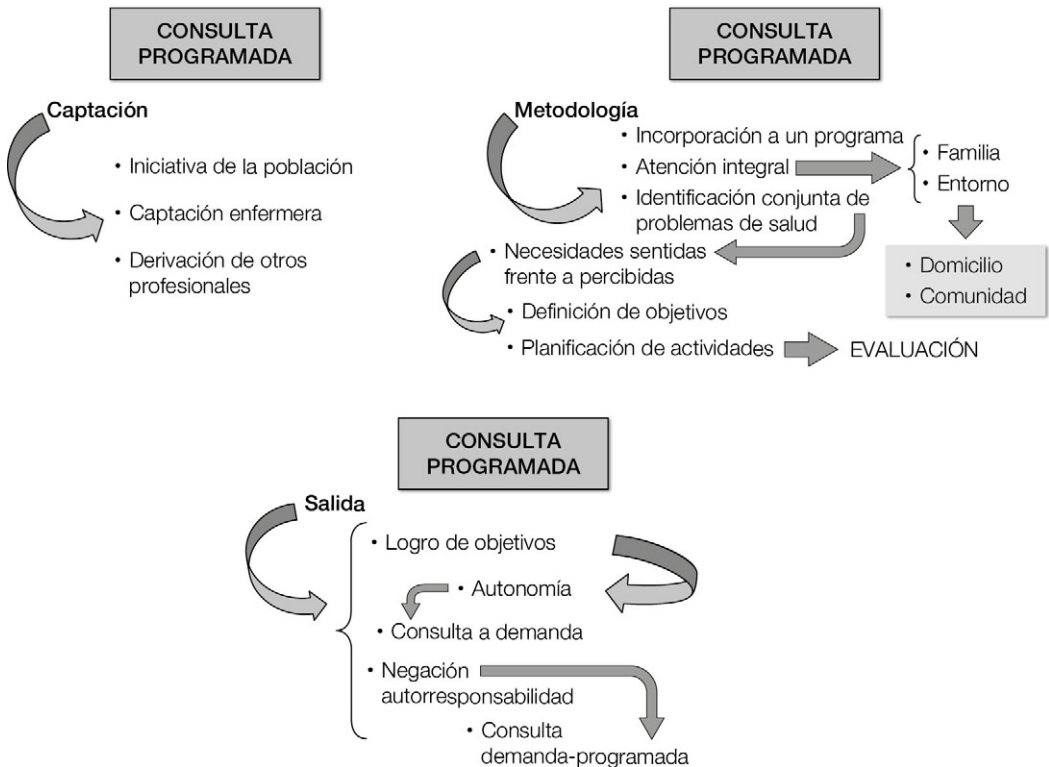 CONSULTA
PROGRAMADA
Captación
• Iniciativa de la población
• Captación enfermera
• Derivación de otros
profesionales
CONSULTA
PROGRAMADA
Metodología
• Incorporación a un programa
• Atención integral
• Familia
• Entorno
• Identificación conjunta de
problemas de salud
• Domicilio
• Comunidad
• Necesidades sentidas
frente a percibidas
• Definición de objetivos
• Planificación de actividades
EVALUACIÓN
CONSULTA
PROGRAMADA
Salida
• Logro de objetivos
• Autonomía
• Consulta a demanda
• Negación
autorresponsabilidad
• Consulta
demanda-programada